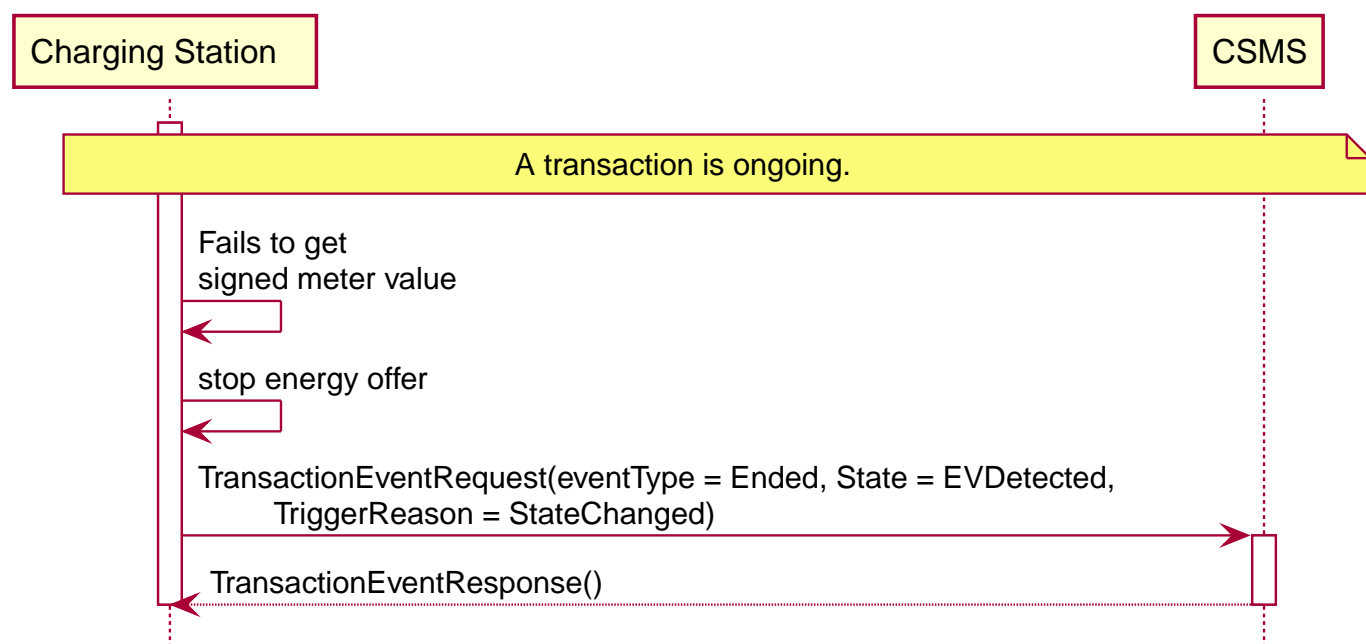 Charging Station
CSMS
A transaction is ongoing.
Fails to get
signed meter value
stop energy offer
TransactionEventRequest(eventType = Ended, State = EVDetected,
TriggerReason = StateChanged)
TransactionEventResponse()